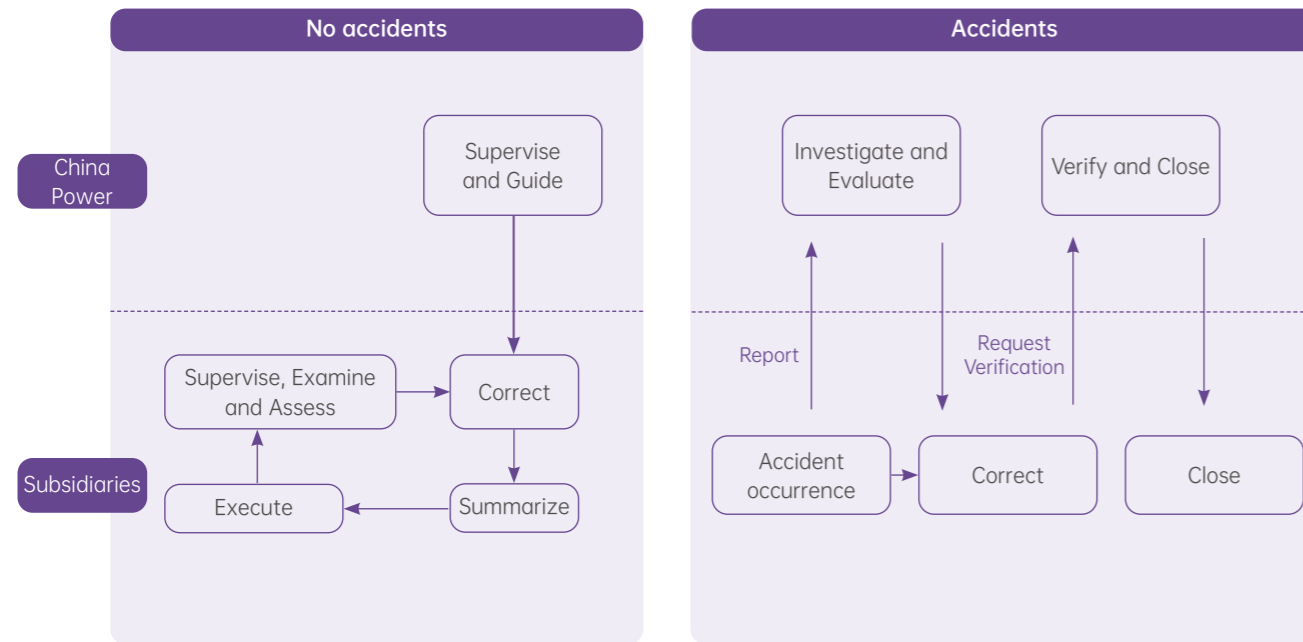 No accidents
Accidents
China
Power
Supervise
and Guide
Investigate and
Evaluate
Verify and Close
Report
Request
Verification
Supervise, Examine
and Assess
Correct
Subsidiaries
Execute
Summarize
Accident
occurrence
Correct
Close